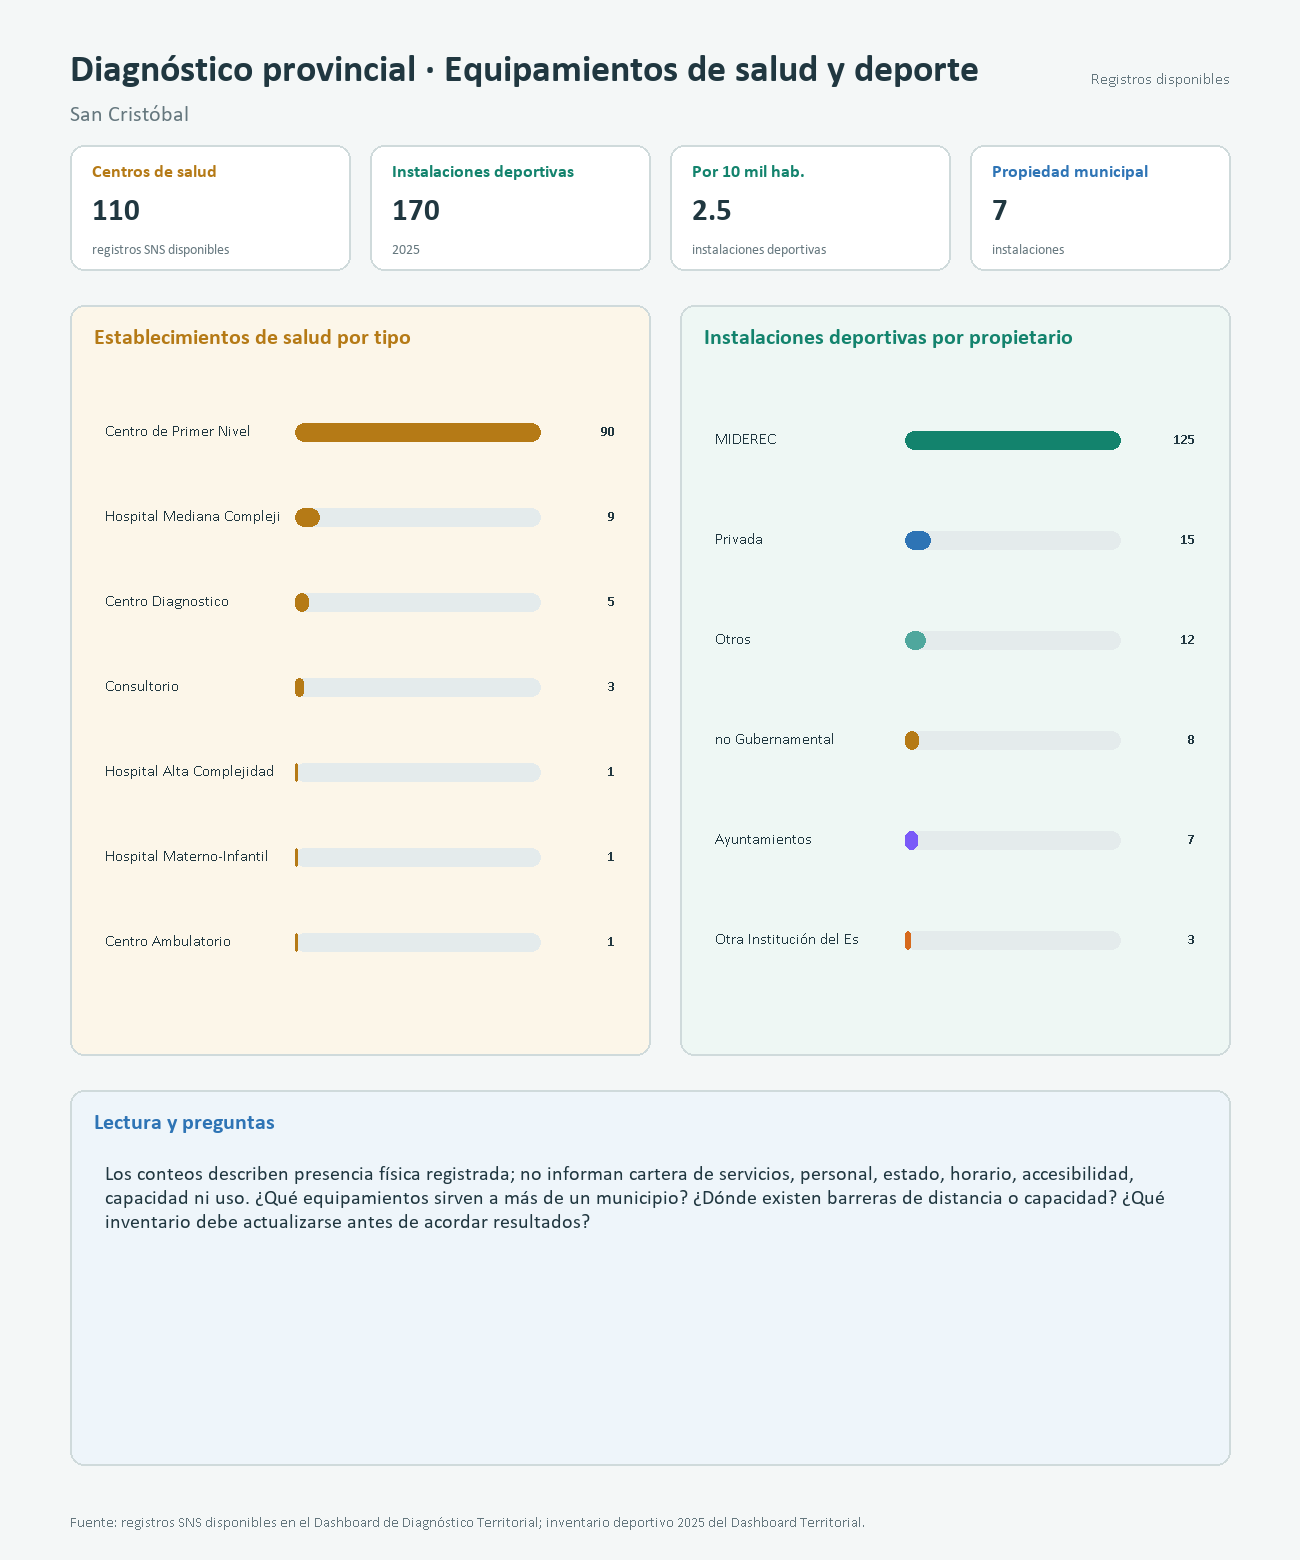 Diagnóstico provincial · Equipamientos de salud y deporte
Registros disponibles
San Cristóbal
Centros de salud
110
registros SNS disponibles
Instalaciones deportivas
170
2025
Por 10 mil hab.
2.5
instalaciones deportivas
Propiedad municipal
7
instalaciones
Establecimientos de salud por tipo
Centro de Primer Nivel 90
Hospital Mediana Compleji 9
Centro Diagnostico 5
Consultorio 3
Hospital Alta Complejidad 1
Hospital Materno-Infantil 1
Centro Ambulatorio 1
Instalaciones deportivas por propietario
MIDEREC 125
Privada 15
Otros 12
no Gubernamental 8
Ayuntamientos 7
Otra Institución del Es 3
Lectura y preguntas
Los conteos describen presencia física registrada; no informan cartera de servicios, personal, estado, horario, accesibilidad,
capacidad ni uso. ¿Qué equipamientos sirven a más de un municipio? ¿Dónde existen barreras de distancia o capacidad? ¿Qué
inventario debe actualizarse antes de acordar resultados?
Fuente: registros SNS disponibles en el Dashboard de Diagnóstico Territorial; inventario deportivo 2025 del Dashboard Territorial.